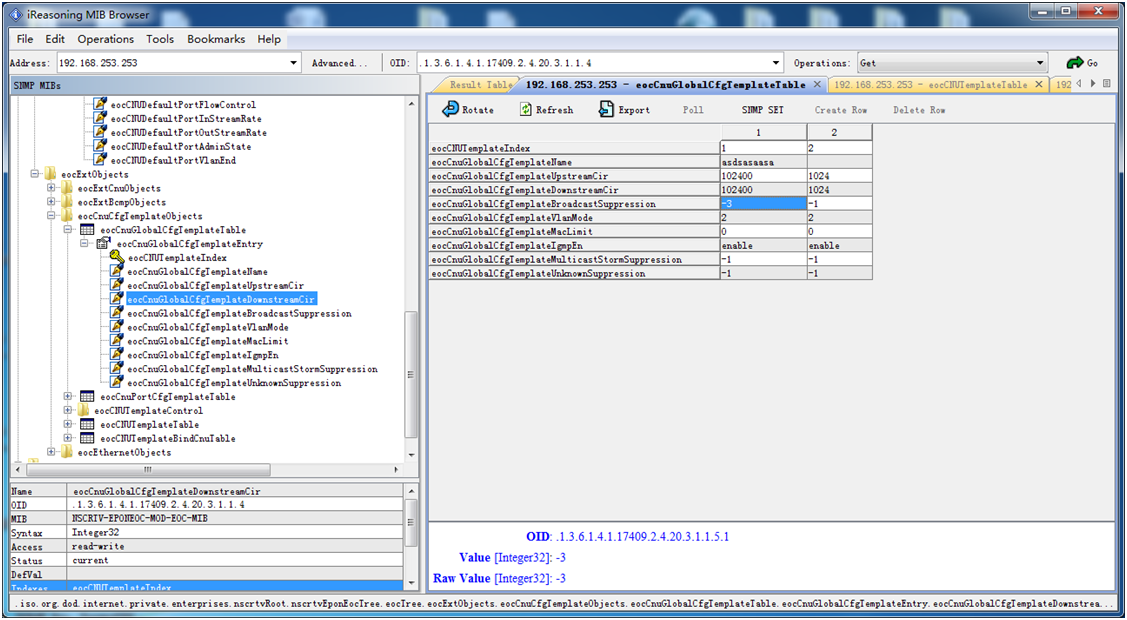 iReasoning MIB Browser
File Edit Operations Tools Bookmarks Help
Address: 192.168.253.253 Advanced... OID: .1.3.6.1.4.1.17409.2.4.20.3.1.1.4 Operations: Get Go
SNMP MIBs
eocCNUDefaultPortFlowControl
eocCNUDefaultPortInStreamRate
eocCNUDefaultPortOutStreamRate
eocCNUDefaultPortAdminState
eocCNUDefaultPortVlanEnd
eocExtObjects
eocExtCnuObjects
eocExtBcmpObjects
eocCnuCfgTemplateObjects
eocCnuGlobalCfgTemplateTable
eocCnuGlobalCfgTemplateEntry
eocCNUTemplateIndex
eocCnuGlobalCfgTemplateName
eocCnuGlobalCfgTemplateUpstreamCir
eocCnuGlobalCfgTemplateDownstreamCir
eocCnuGlobalCfgTemplateBroadcastSuppression
eocCnuGlobalCfgTemplateVlanMode
eocCnuGlobalCfgTemplateMacLimit
eocCnuGlobalCfgTemplateIgmpEn
eocCnuGlobalCfgTemplateMulticastStormSuppression
eocCnuGlobalCfgTemplateUnknownSuppression
eocCnuPortCfgTemplateTable
eocCNUTemplateControl
eocCNUTemplateTable
eocCNUTemplateBindCnuTable
eocEthernetObjects
Name eocCnuGlobalCfgTemplateDownstreamCir
OID .1.3.6.1.4.1.17409.2.4.20.3.1.1.4
MIB NSCRIV-EPONEOC-MOD-EOC-MIB
Syntax Integer32
Access read-write
Status current
DefVal
Indexes eocCNUTemplateIndex
Result Table 192.168.253.253 - eocCnuGlobalCfgTemplateTable 192.168.253.253 - eocCNUTemplateTable 192
Rotate Refresh Export Poll SNMP SET Create Row Delete Row
1 2
eocCNUTemplateIndex 1 2
eocCnuGlobalCfgTemplateName asdsasaasa
eocCnuGlobalCfgTemplateUpstreamCir 102400 1024
eocCnuGlobalCfgTemplateDownstreamCir 102400 1024
eocCnuGlobalCfgTemplateBroadcastSuppression -3 -1
eocCnuGlobalCfgTemplateVlanMode 2 2
eocCnuGlobalCfgTemplateMacLimit 0 0
eocCnuGlobalCfgTemplateIgmpEn enable enable
eocCnuGlobalCfgTemplateMulticastStormSuppression -1 -1
eocCnuGlobalCfgTemplateUnknownSuppression -1 -1
OID: .1.3.6.1.4.1.17409.2.4.20.3.1.1.5.1
Value [Integer32]: -3
Raw Value [Integer32]: -3
.iso.org.dod.internet.private.enterprises.nscrtvRoot.nscrtvEponEocTree.eocTree.eocExtObjects.eocCnuCfgTemplateObjects.eocCnuGlobalCfgTemplateTable.eocCnuGlobalCfgTemplateEntry.eocCnuGlobalCfgTemplateDownstrea...